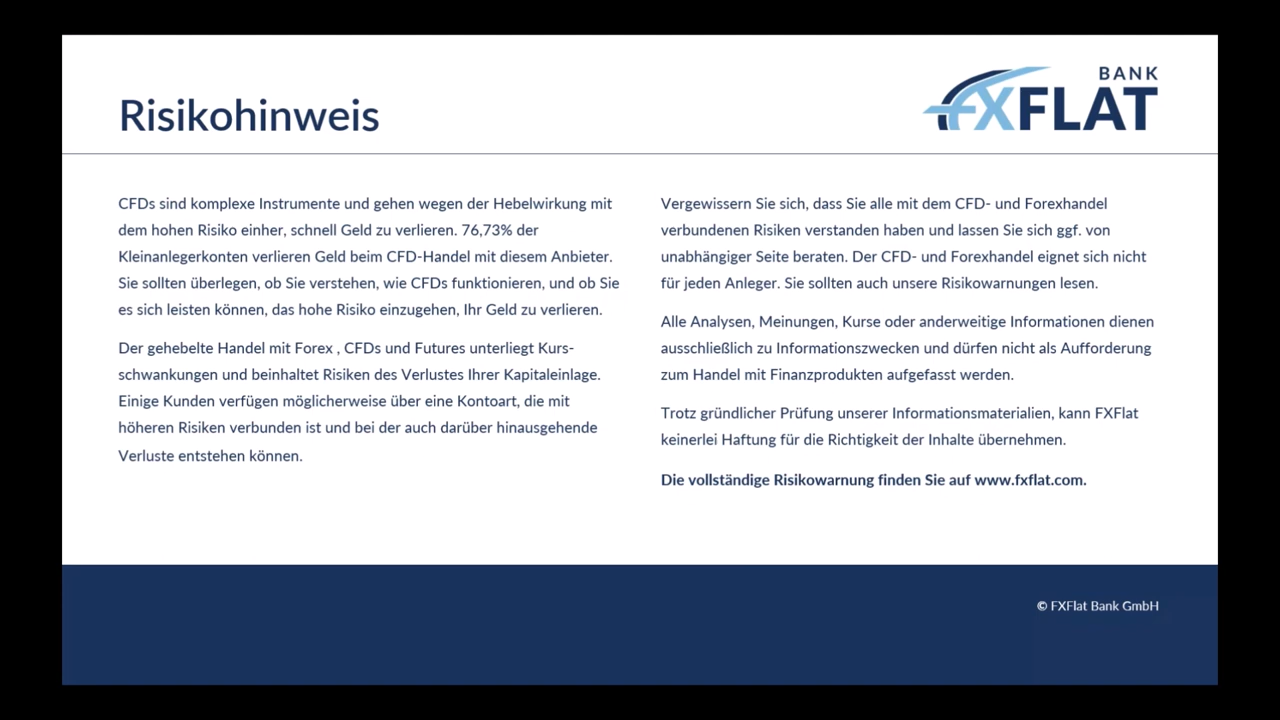 Risikohinweis
BANK
FXFLAT
CFDs sind komplexe Instrumente und gehen wegen der Hebelwirkung mit
dem hohen Risiko einher, schnell Geld zu verlieren. 76,73% der
Kleinanlegerkonten verlieren Geld beim CFD-Handel mit diesem Anbieter.
Sie sollten überlegen, ob Sie verstehen, wie CFDs funktionieren, und ob Sie
es sich leisten können, das hohe Risiko einzugehen, Ihr Geld zu verlieren.
Der gehebelte Handel mit Forex , CFDs und Futures unterliegt Kurs-
schwankungen und beinhaltet Risiken des Verlustes Ihrer Kapitaleinlage.
Einige Kunden verfügen möglicherweise über eine Kontoart, die mit
höheren Risiken verbunden ist und bei der auch darüber hinausgehende
Verluste entstehen können.
Vergewissern Sie sich, dass Sie alle mit dem CFD- und Forexhandel
verbundenen Risiken verstanden haben und lassen Sie sich ggf. von
unabhängiger Seite beraten. Der CFD- und Forexhandel eignet sich nicht
für jeden Anleger. Sie sollten auch unsere Risikowarnungen lesen.
Alle Analysen, Meinungen, Kurse oder anderweitige Informationen dienen
ausschließlich zu Informationszwecken und dürfen nicht als Aufforderung
zum Handel mit Finanzprodukten aufgefasst werden.
Trotz gründlicher Prüfung unserer Informationsmaterialien, kann FXFlat
keinerlei Haftung für die Richtigkeit der Inhalte übernehmen.
Die vollständige Risikowarnung finden Sie auf www.fxflat.com.
© FXFlat Bank GmbH